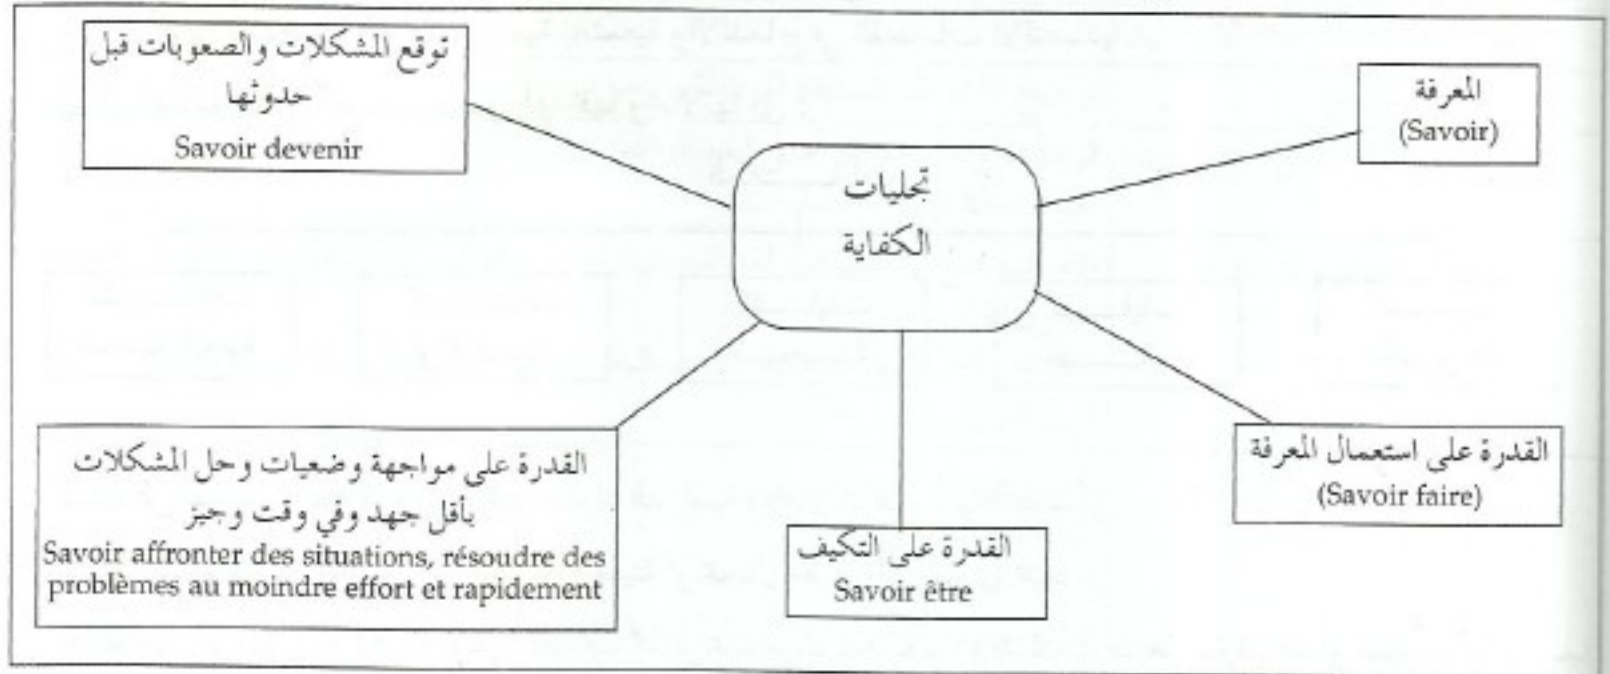 توقع المشكلات والصعوبات قبل
حدوثها
Savoir devenir
المعرفة
(Savoir)
تجليات
الكفاية
القدرة على استعمال المعرفة
(Savoir faire)
القدرة على التكيف
Savoir être
القدرة على مواجهة وضعيات وحل المشكلات
بأقل جهد وفي وقت وجيز
Savoir affronter des situations, résoudre des
problèmes au moindre effort et rapidement